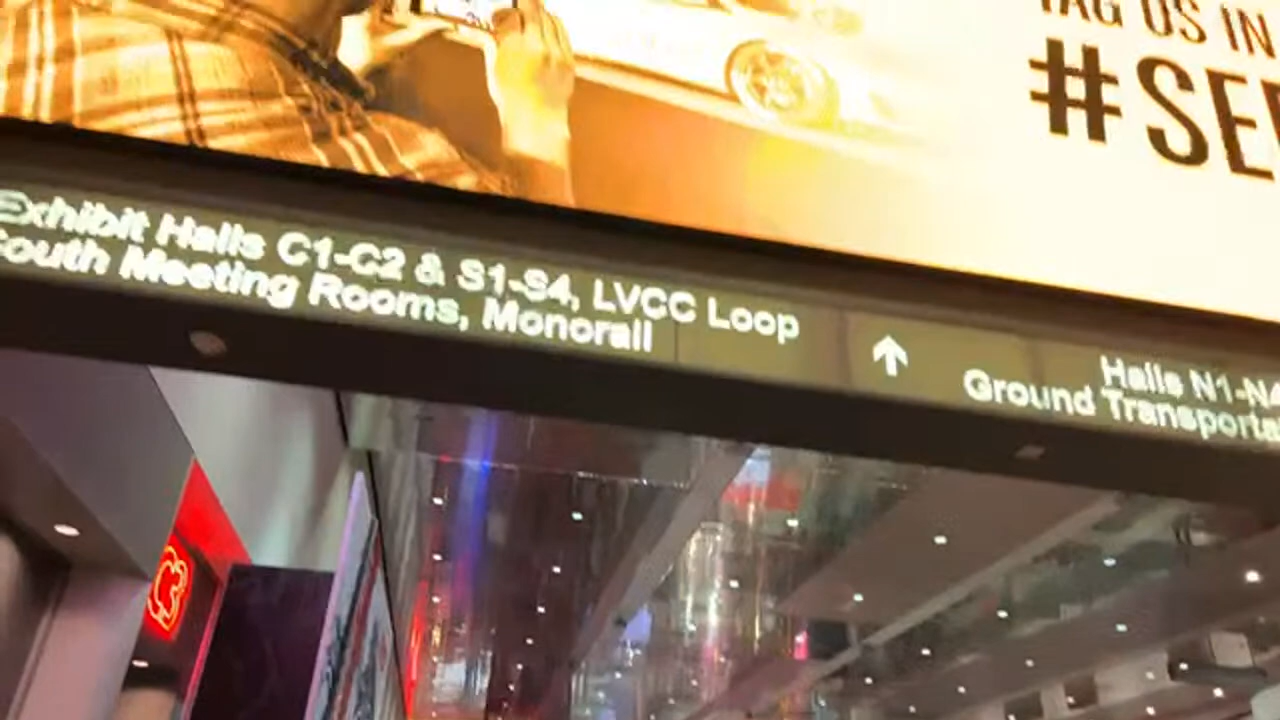 TAG US IN
#SE
Exhibit Halls C1-C2 & S1-S4, LVCC Loop
South Meeting Rooms, Monorail
↑
Halls N1-N4
Ground